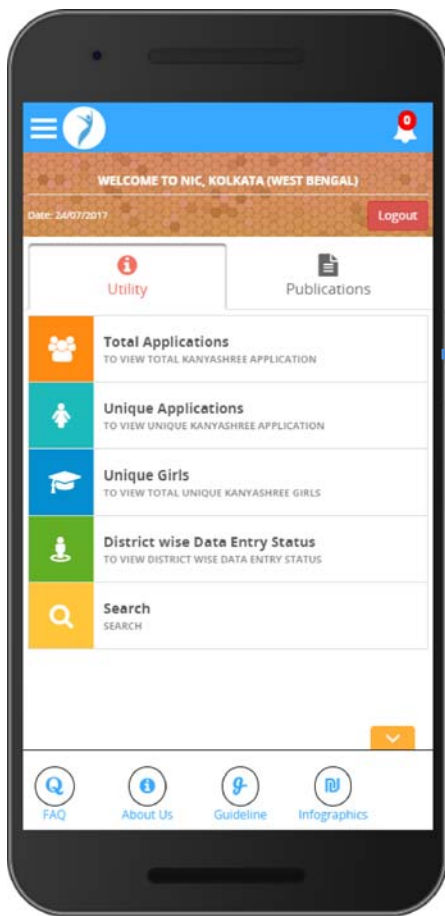 0
WELCOME TO NIC, KOLKATA (WEST BENGAL)
Date: 24/07/2017
Logout
Utility
Publications
Total Applications
TO VIEW TOTAL KANYASHREE APPLICATION
Unique Applications
TO VIEW UNIQUE KANYASHREE APPLICATION
Unique Girls
TO VIEW TOTAL UNIQUE KANYASHREE GIRLS
District wise Data Entry Status
TO VIEW DISTRICT WISE DATA ENTRY STATUS
Search
SEARCH
Q
FAQ
About Us
Guideline
Infographics